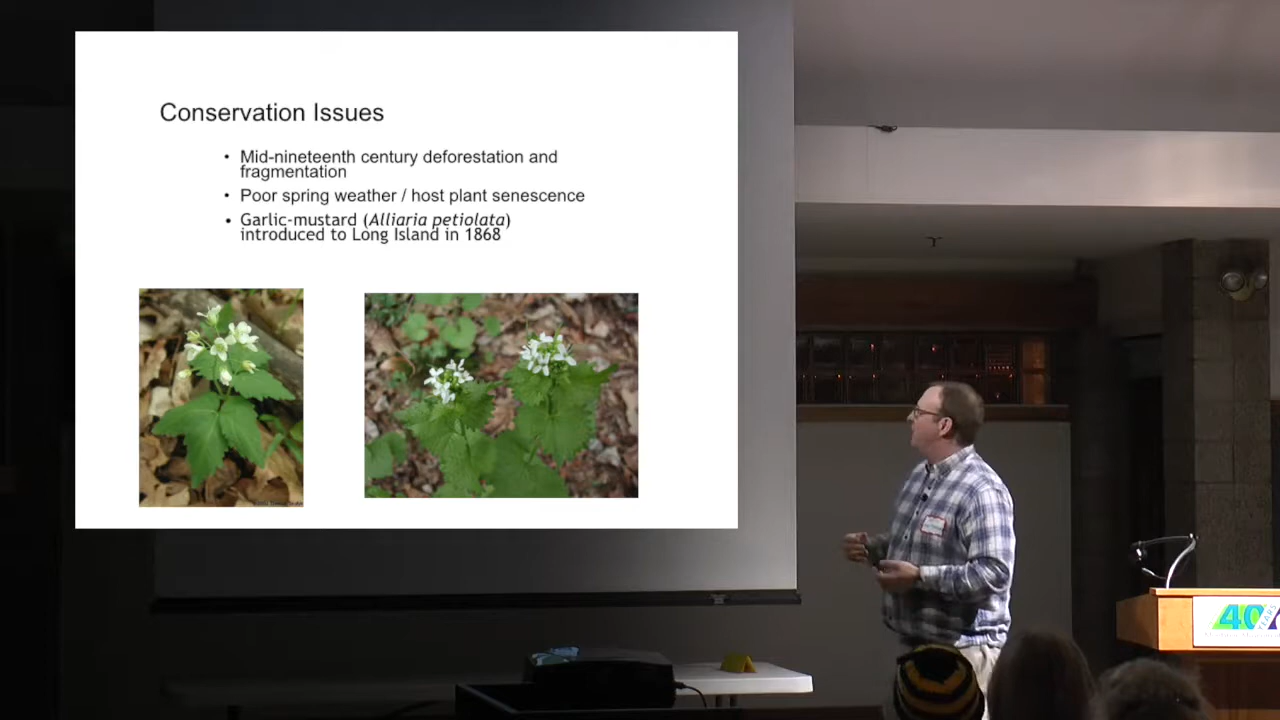 Conservation Issues
• Mid-nineteenth century deforestation and
fragmentation
• Poor spring weather / host plant senescence
• Garlic-mustard (Alliaria petiolata)
introduced to Long Island in 1868
40
YEARS